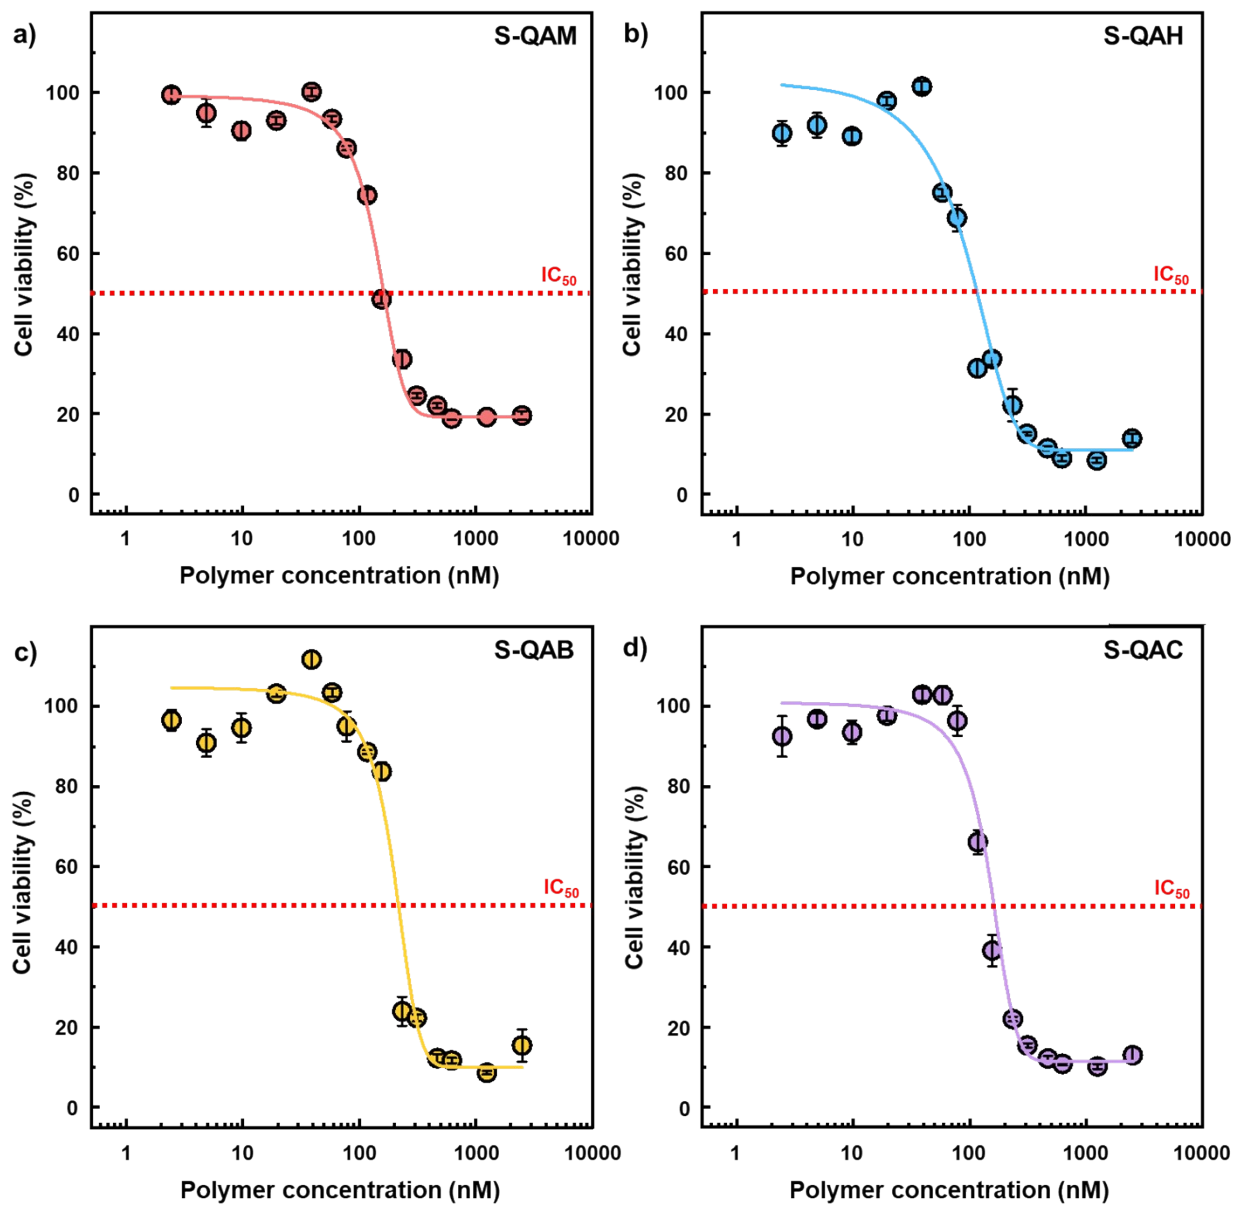 a)
S-QAM
100
80
60
40
20
0
Cell viability (%)
IC50
1 10 100 1000 10000
Polymer concentration (nM)
b)
S-QAH
100
80
60
40
20
0
Cell viability (%)
IC50
1 10 100 1000 10000
Polymer concentration (nM)
c)
S-QAB
100
80
60
40
20
0
Cell viability (%)
IC50
1 10 100 1000 10000
Polymer concentration (nM)
d)
S-QAC
100
80
60
40
20
0
Cell viability (%)
IC50
1 10 100 1000 10000
Polymer concentration (nM)